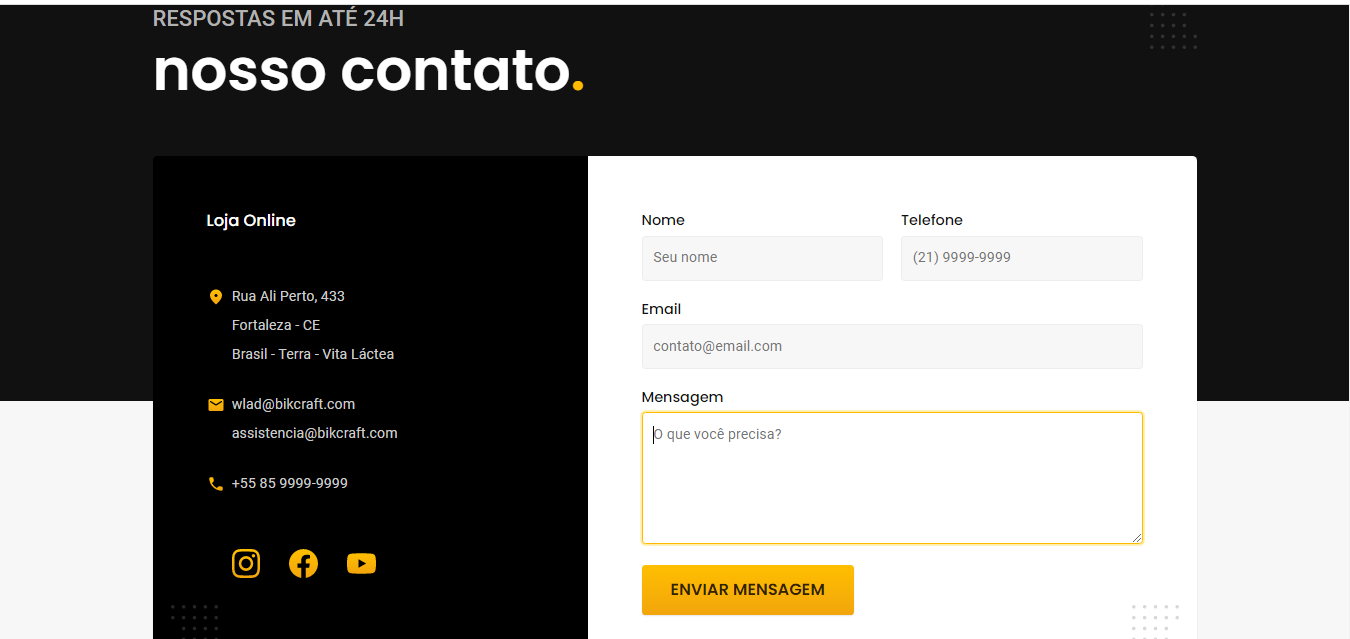 RESPOSTAS EM ATÉ 24H
nosso contato.
Loja Online
Rua Ali Perto, 433
Fortaleza - CE
Brasil - Terra - Vita Láctea
wlad@bikcraft.com
assistencia@bikcraft.com
+55 85 9999-9999
Nome
Seu nome
Telefone
(21) 9999-9999
Email
contato@email.com
Mensagem
O que você precisa?
ENVIAR MENSAGEM